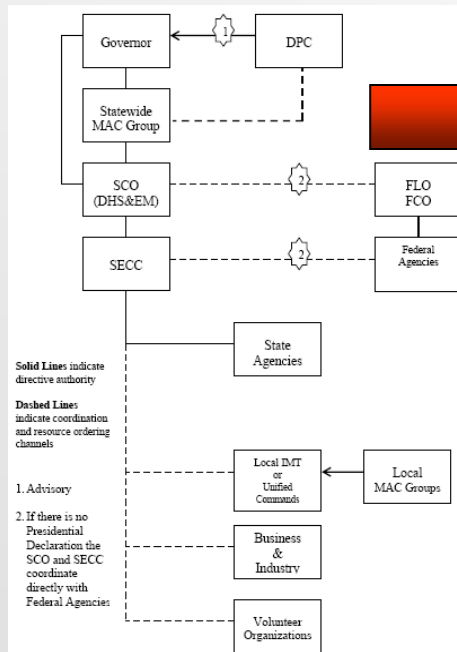 Governor
1
DPC
Statewide
MAC Group
SCO
(DHS&EM)
2
FLO
FCO
SECC
2
Federal
Agencies
State
Agencies
Solid Lines indicate
directive authority
Dashed Lines
indicate coordination
and resource ordering
channels
1. Advisory
2. If there is no
Presidential
Declaration the
SCO and SECC
coordinate
directly with
Federal Agencies
Local IMT
or
Unified
Commands
Local
MAC Groups
Business
&
Industry
Volunteer
Organizations